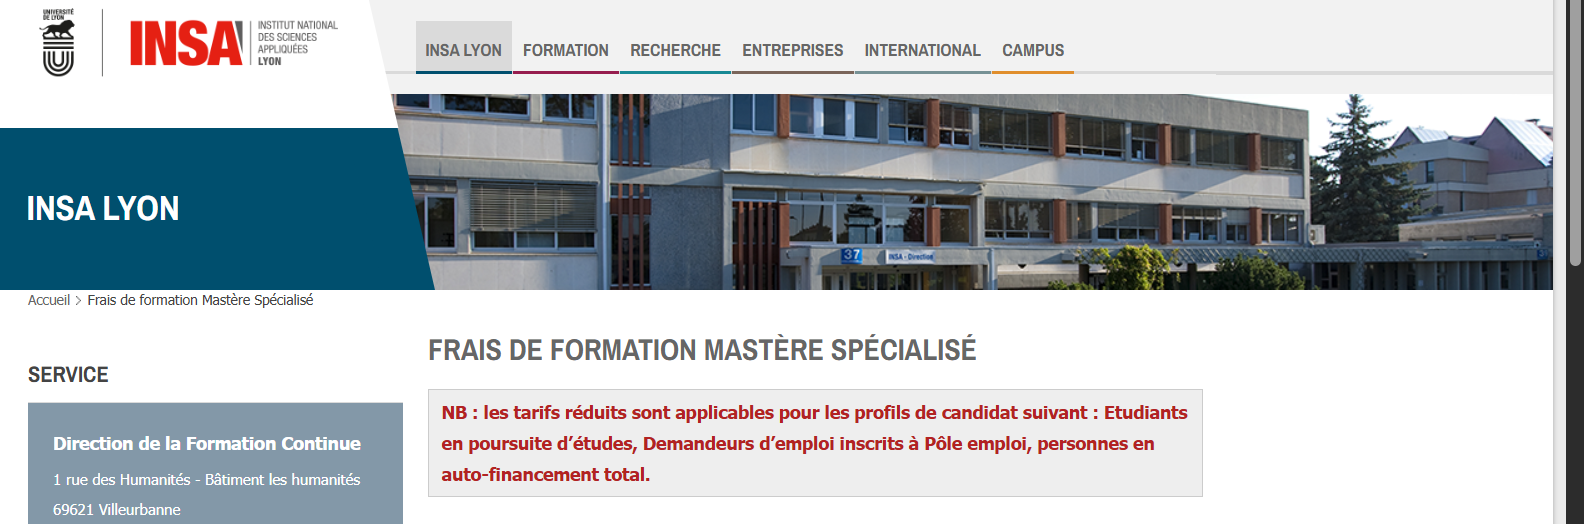 UNIVERSITÉ
DE LYON
INSA
INSTITUT NATIONAL
DES SCIENCES
APPLIQUÉES
LYON
INSA LYON
FORMATION
RECHERCHE
ENTREPRISES
INTERNATIONAL
CAMPUS
37
INSA - Direction
INSA LYON
Accueil > Frais de formation Mastère Spécialisé
SERVICE
Direction de la Formation Continue
1 rue des Humanités - Bâtiment les humanités
69621 Villeurbanne
FRAIS DE FORMATION MASTÈRE SPÉCIALISÉ
NB : les tarifs réduits sont applicables pour les profils de candidat suivant : Etudiants
en poursuite d’études, Demandeurs d’emploi inscrits à Pôle emploi, personnes en
auto-financement total.